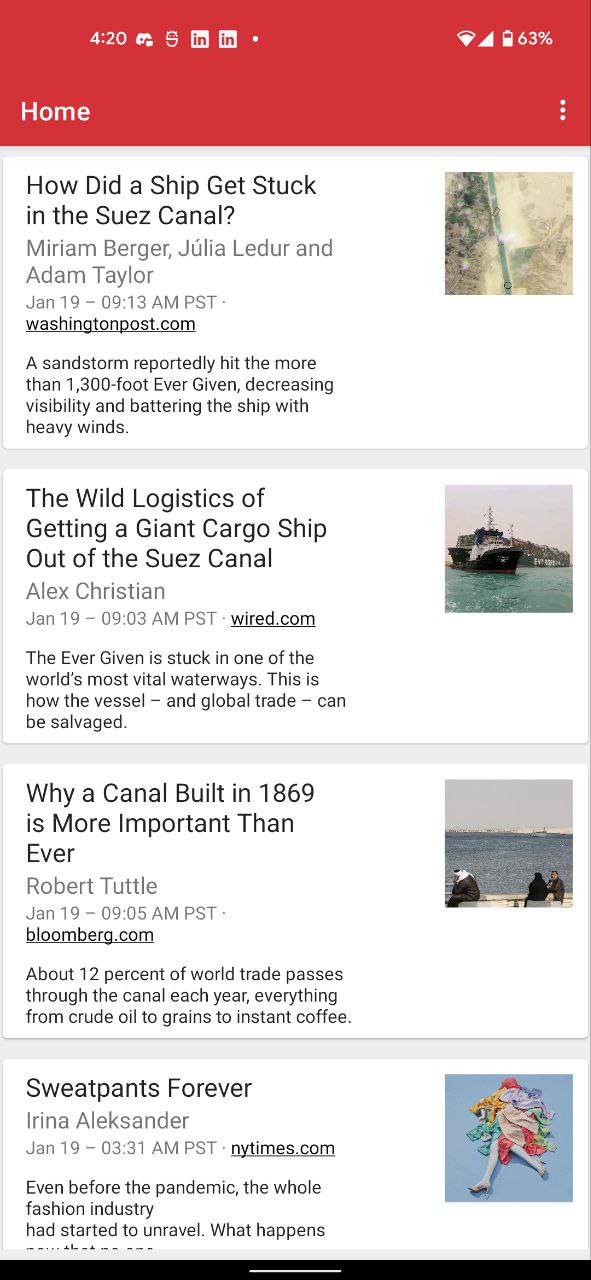 4:20
63%
Home
How Did a Ship Get Stuck
in the Suez Canal?
Miriam Berger, Júlia Ledur and
Adam Taylor
Jan 19 – 09:13 AM PST ·
washingtonpost.com
A sandstorm reportedly hit the more
than 1,300-foot Ever Given, decreasing
visibility and battering the ship with
heavy winds.
The Wild Logistics of
Getting a Giant Cargo Ship
Out of the Suez Canal
Alex Christian
Jan 19 – 09:03 AM PST · wired.com
The Ever Given is stuck in one of the
world's most vital waterways. This is
how the vessel – and global trade – can
be salvaged.
Why a Canal Built in 1869
is More Important Than
Ever
Robert Tuttle
Jan 19 – 09:05 AM PST ·
bloomberg.com
About 12 percent of world trade passes
through the canal each year, everything
from crude oil to grains to instant coffee.
Sweatpants Forever
Irina Aleksander
Jan 19 – 03:31 AM PST · nytimes.com
Even before the pandemic, the whole
fashion industry
had started to unravel. What happens
now that no one